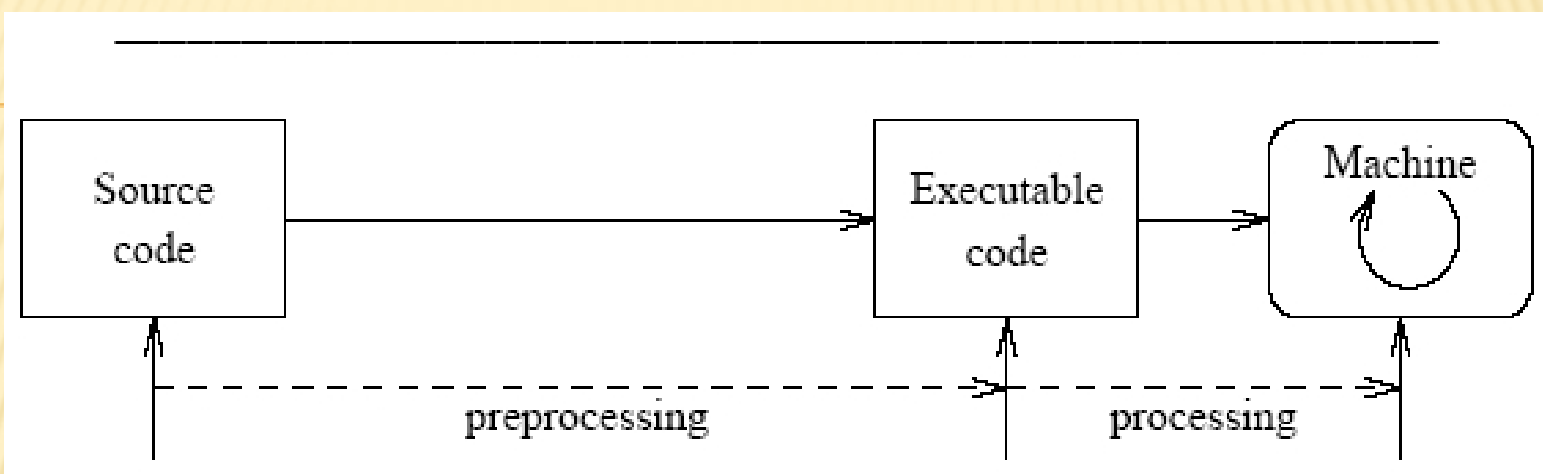 Source
code
Executable
code
Machine
preprocessing
processing